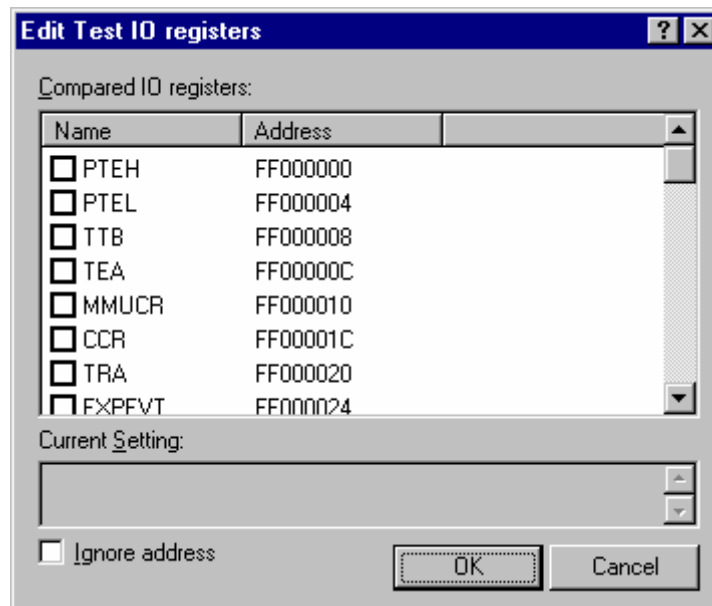 Edit Test IO registers
Compared IO registers:
Name Address
PTEH FF000000
PTEL FF000004
TTB FF000008
TEA FF00000C
MMUCR FF000010
CCR FF00001C
TRA FF000020
EXPEVT FF000024
Current Setting:
Ignore address
OK Cancel